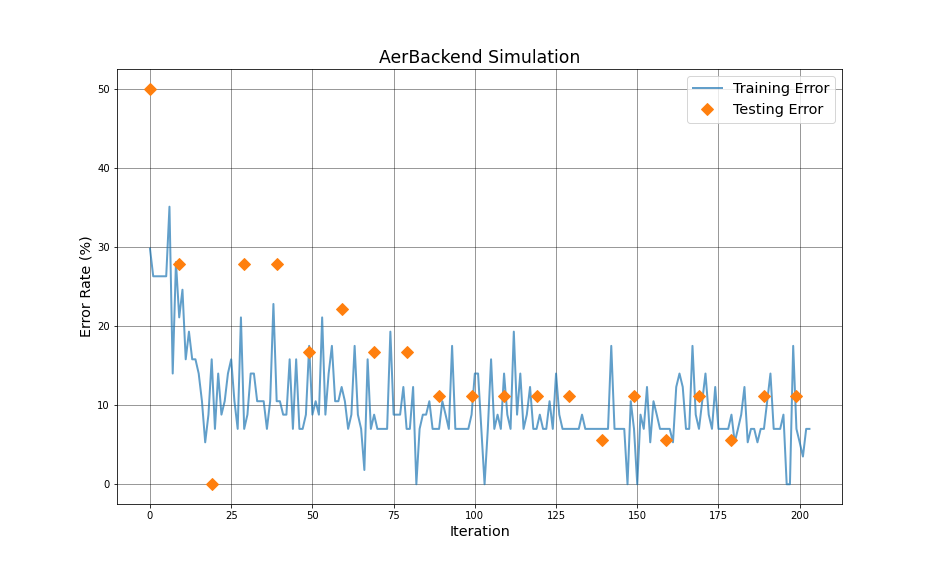 AerBackend Simulation
Training Error
Testing Error
Error Rate (%)
50
40
30
20
10
0
0 25 50 75 100 125 150 175 200
Iteration